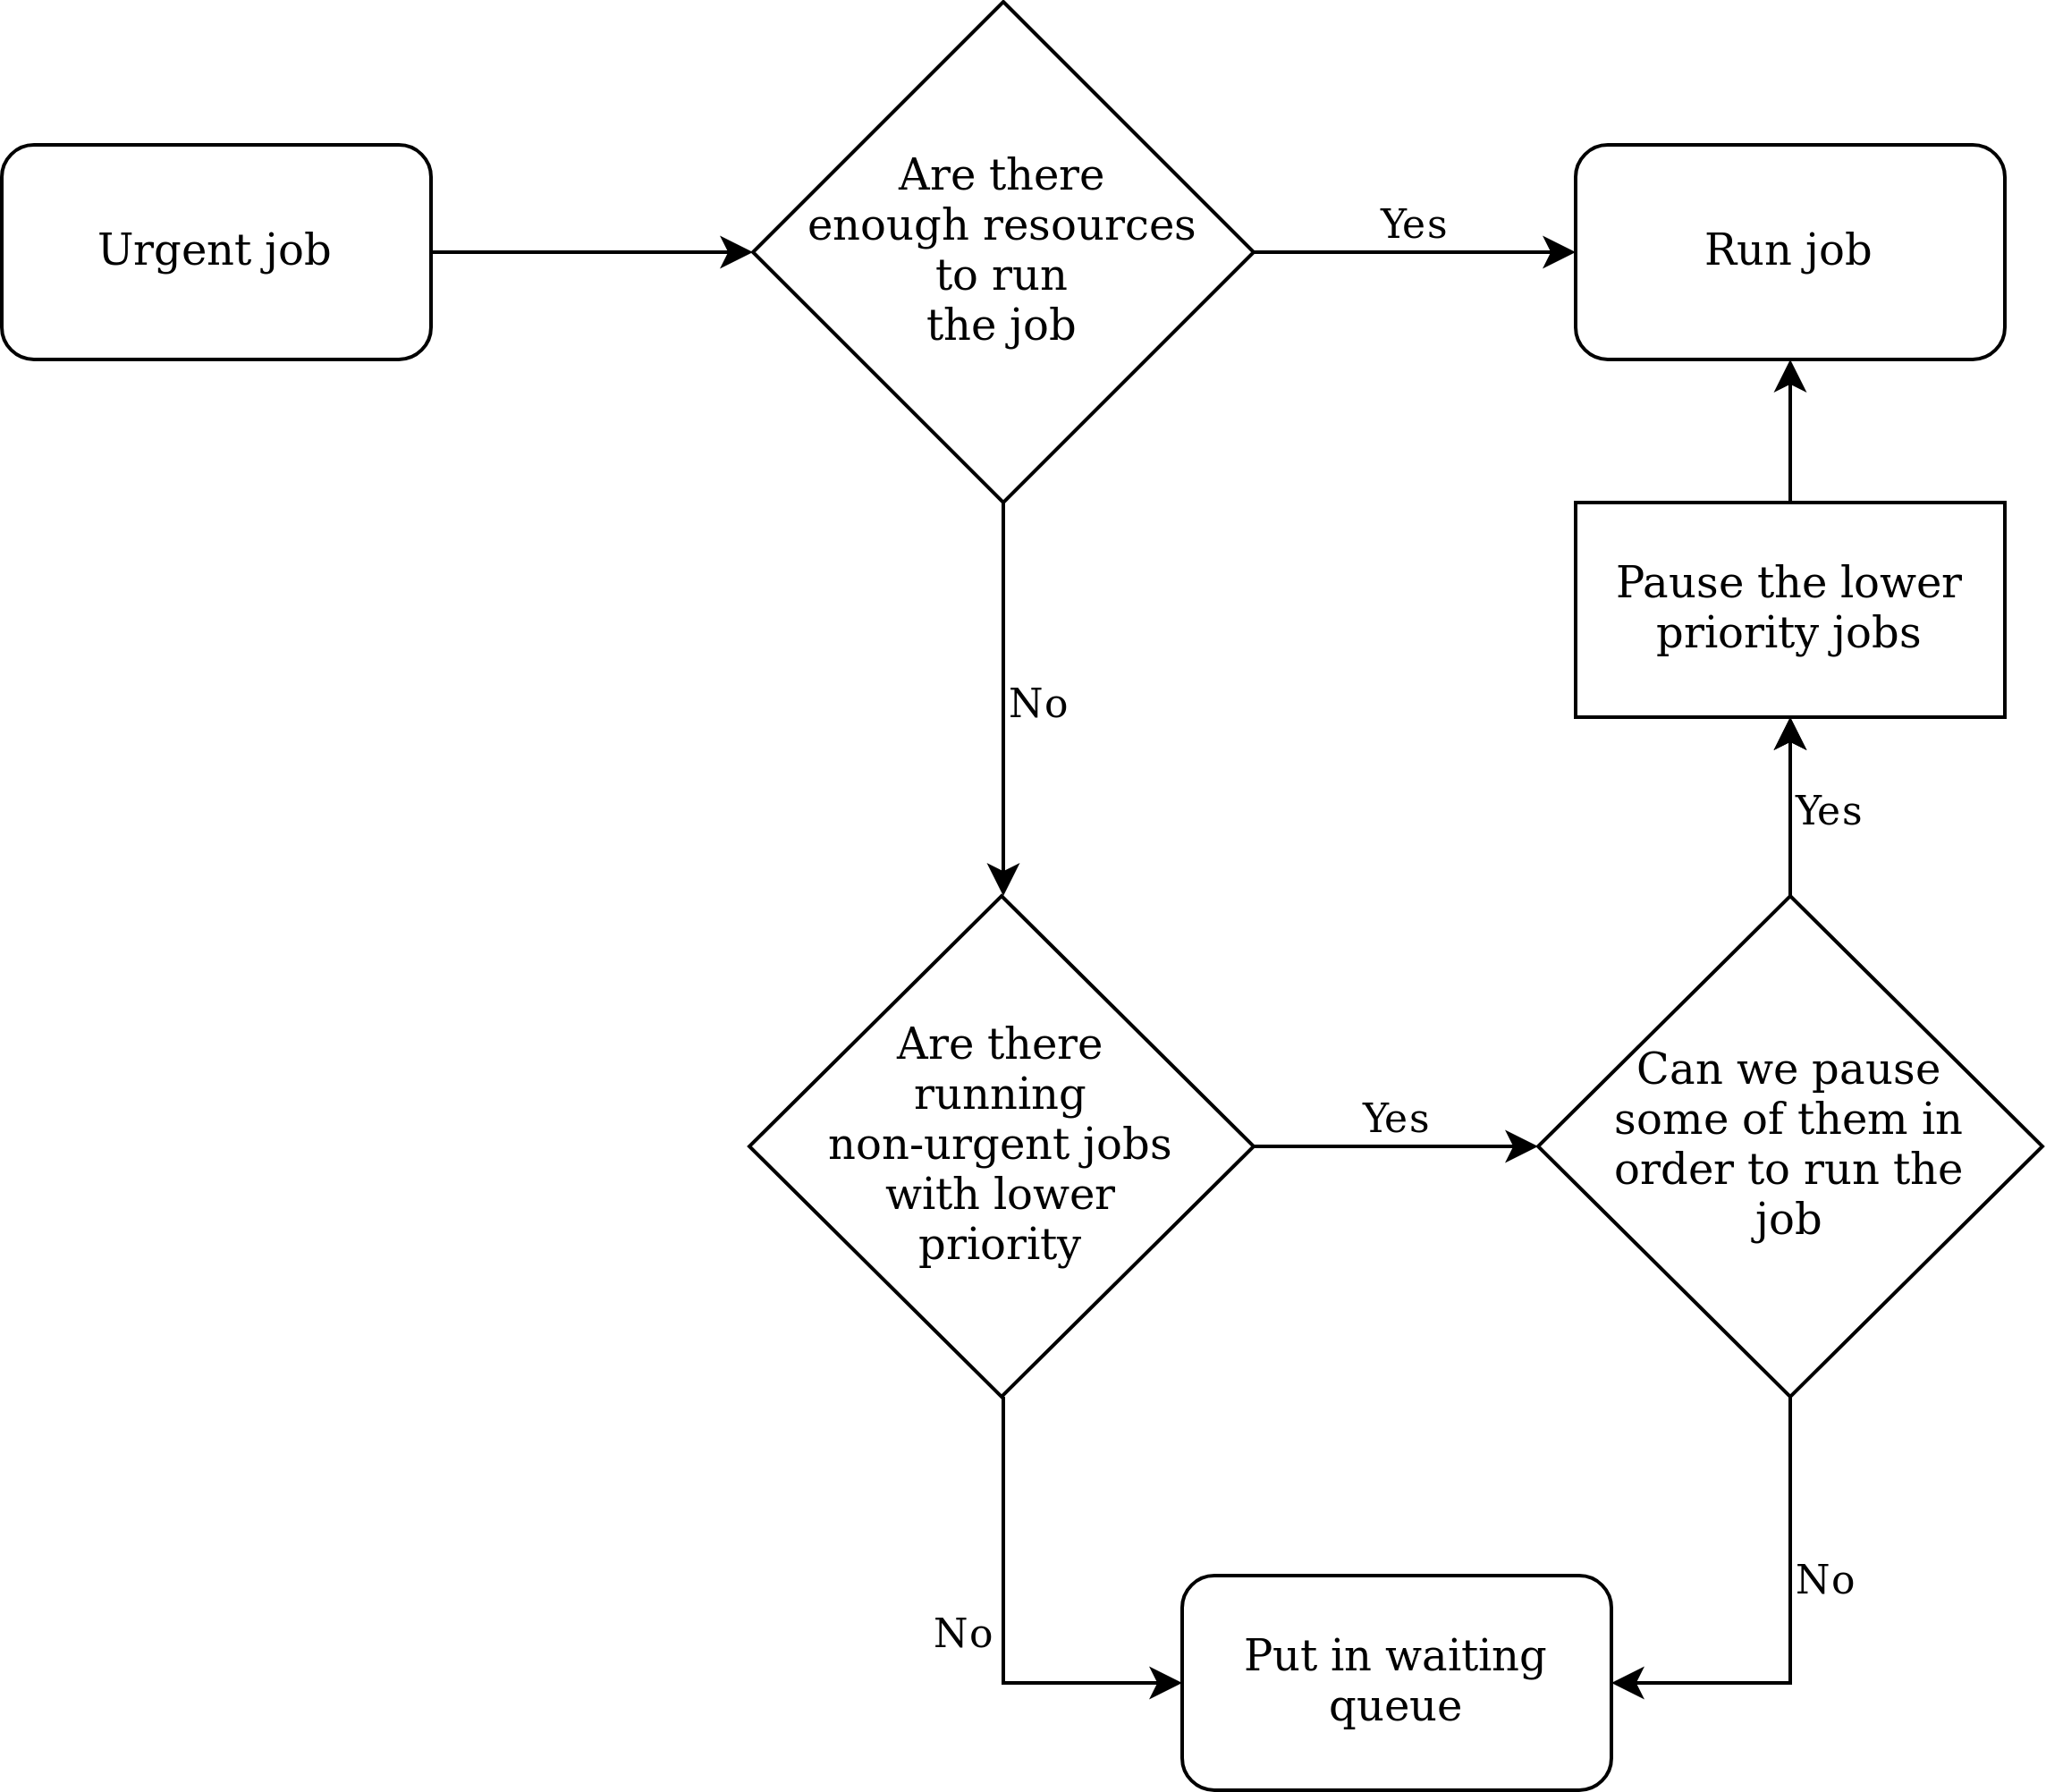 Urgent job
Are there
enough resources
to run
the job
Yes
Run job
Pause the lower
priority jobs
No
Yes
Are there
running
non-urgent jobs
with lower
priority
Yes
Can we pause
some of them in
order to run the
job
No
No
Put in waiting
queue